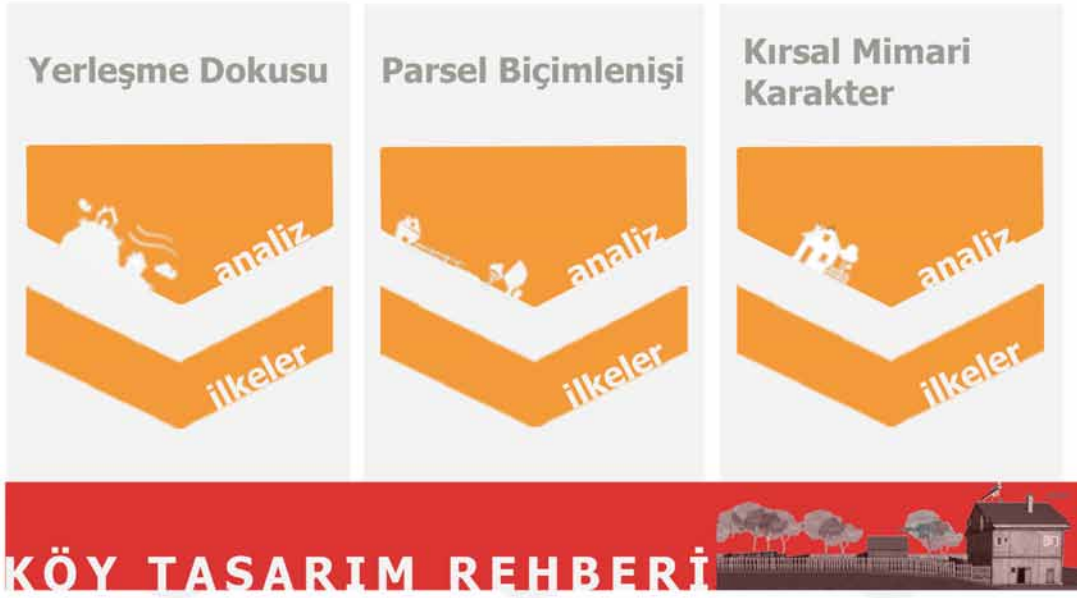 Yerleşme Dokusu
analiz
ilkeler
Parsel Biçimlenişi
analiz
ilkeler
Kırsal Mimari
Karakter
analiz
ilkeler
KÖY TASARIM REHBERİ